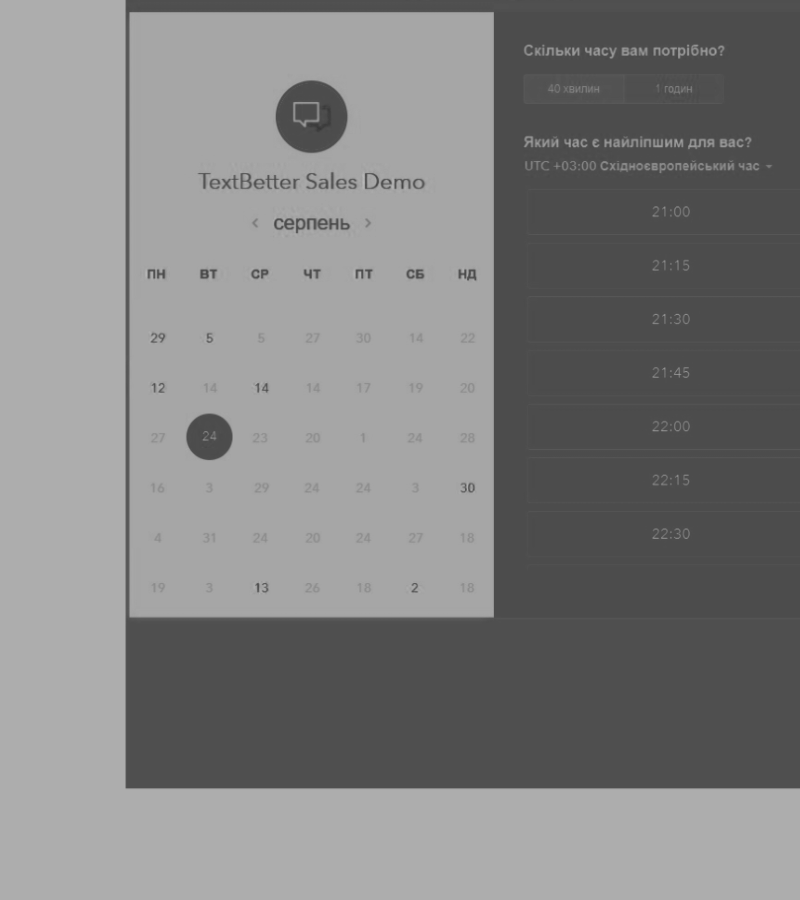 TextBetter Sales Demo
‹ серпень ›
ПН ВТ СР ЧТ ПТ СБ НД
29 5 5 27 30 14 22
12 14 14 14 17 19 20
27 24 23 20 1 24 28
16 3 29 24 24 3 30
4 31 24 20 24 27 18
19 3 13 26 18 2 18
Скільки часу вам потрібно?
40 хвилин 1 годин
Який час є найліпшим для вас?
UTC +03:00 Східноєвропейський час
21:00
21:15
21:30
21:45
22:00
22:15
22:30